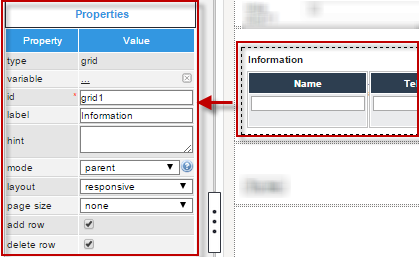 Properties
Property Value
type grid
variable ...
id * grid1
label Information
hint
mode parent ?
layout responsive
page size none
add row
delete row
Information
Name Te